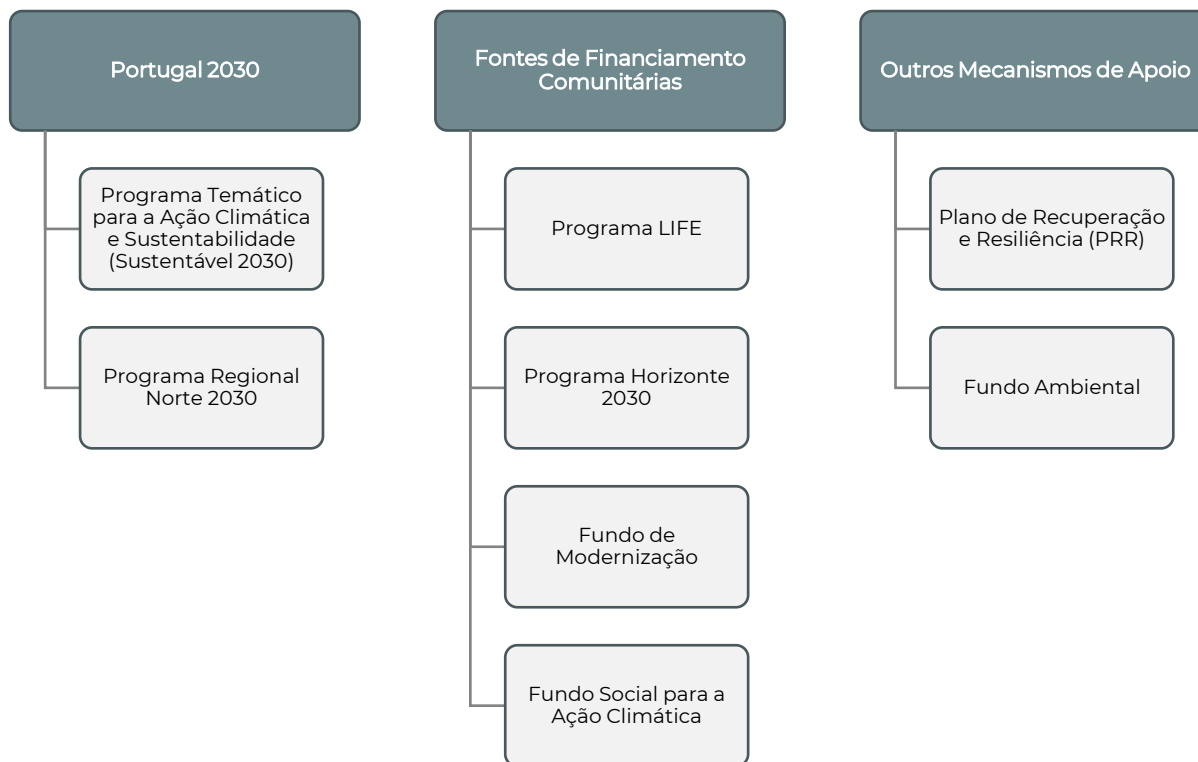 Portugal 2030
Programa Temático
para a Ação Climática
e Sustentabilidade
(Sustentável 2030)
Programa Regional
Norte 2030
Fontes de Financiamento
Comunitárias
Programa LIFE
Programa Horizonte
2030
Fundo de
Modernização
Fundo Social para a
Ação Climática
Outros Mecanismos de Apoio
Plano de Recuperação
e Resiliência (PRR)
Fundo Ambiental